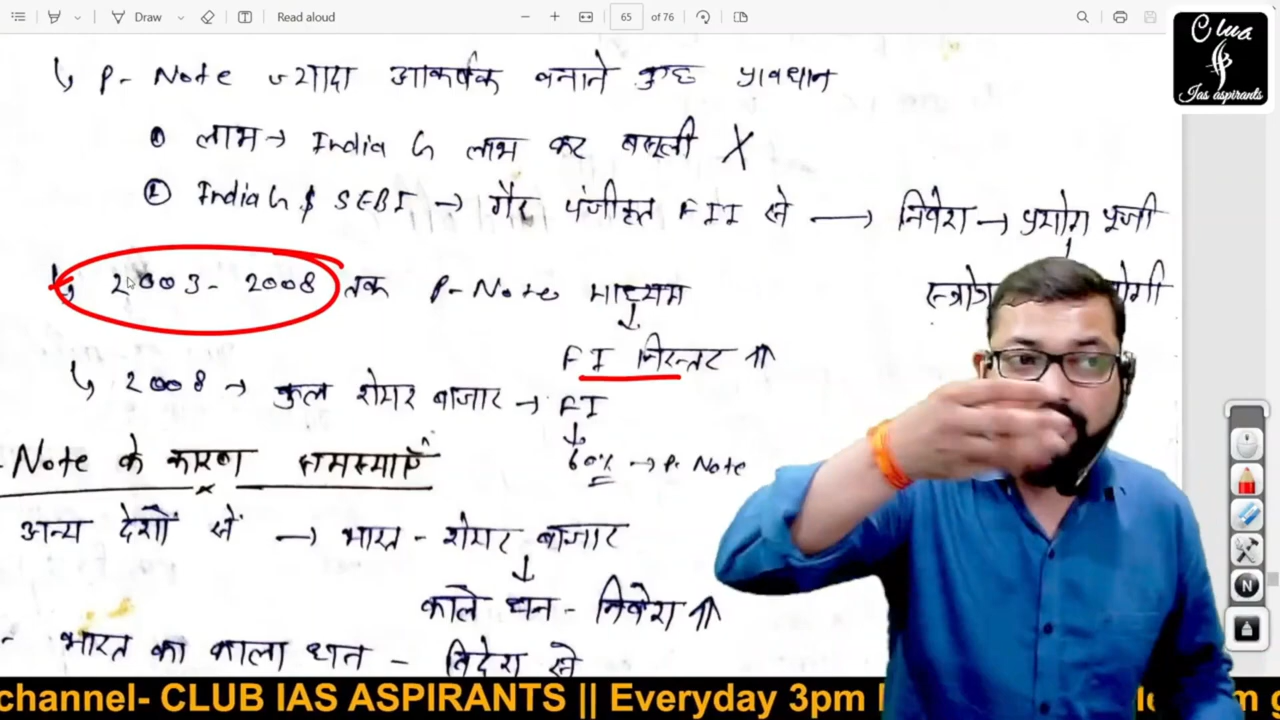 Draw
Read aloud
65
of 76
Clua
Ias aspirants
↳ P-Note ज्यादा आकर्षक बनाने कुछ प्रावधान
① लाभ → India में लाभ कर वसूली X
② India में SEBI → गैर पंजीकृत FII से → निवेश → प्रयोग पूंजी
↳ 2003 - 2008 तक P-Note माध्यम
↓
FI निरन्तर ⇑
↳ 2008 → कुल शेयर बाजार → FI
↓
60% → P-Note
Note के कारण समस्याएँ
अन्य देशों से → भारत - शेयर बाजार
↓
काले धन - निवेश ⇑
भारत का काला धन - विदेश से
channel- CLUB IAS ASPIRANTS || Everyday 3pm
N